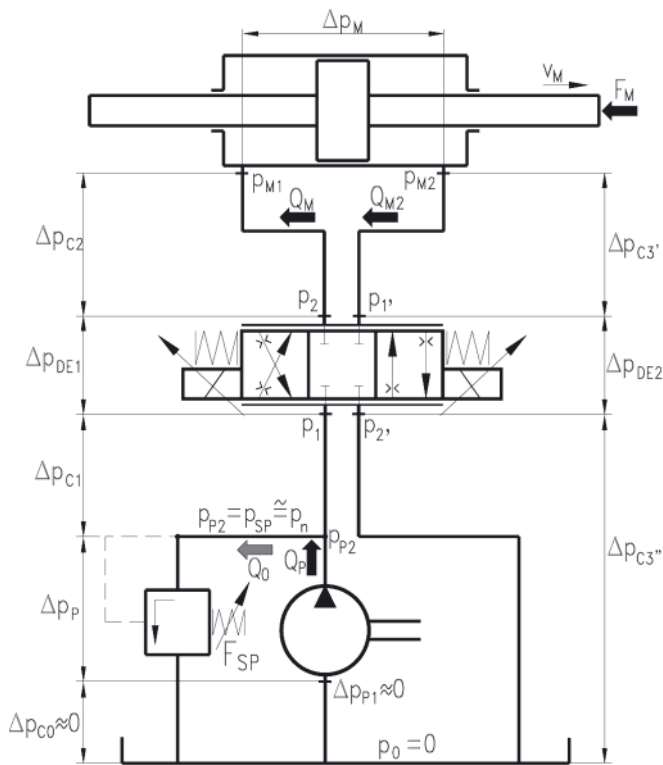 Δp_M
v_M
F_M
p_M1
p_M2
Q_M
Q_M2
Δp_C2
Δp_C3'
p_2
p_1'
Δp_DE1
Δp_DE2
p_1
p_2'
Δp_C1
p_P2=p_SP≅p_n
p_P2
Q_0
Q_P
Δp_C3"
Δp_P
F_SP
Δp_P1≈0
Δp_C0≈0
p_0=0